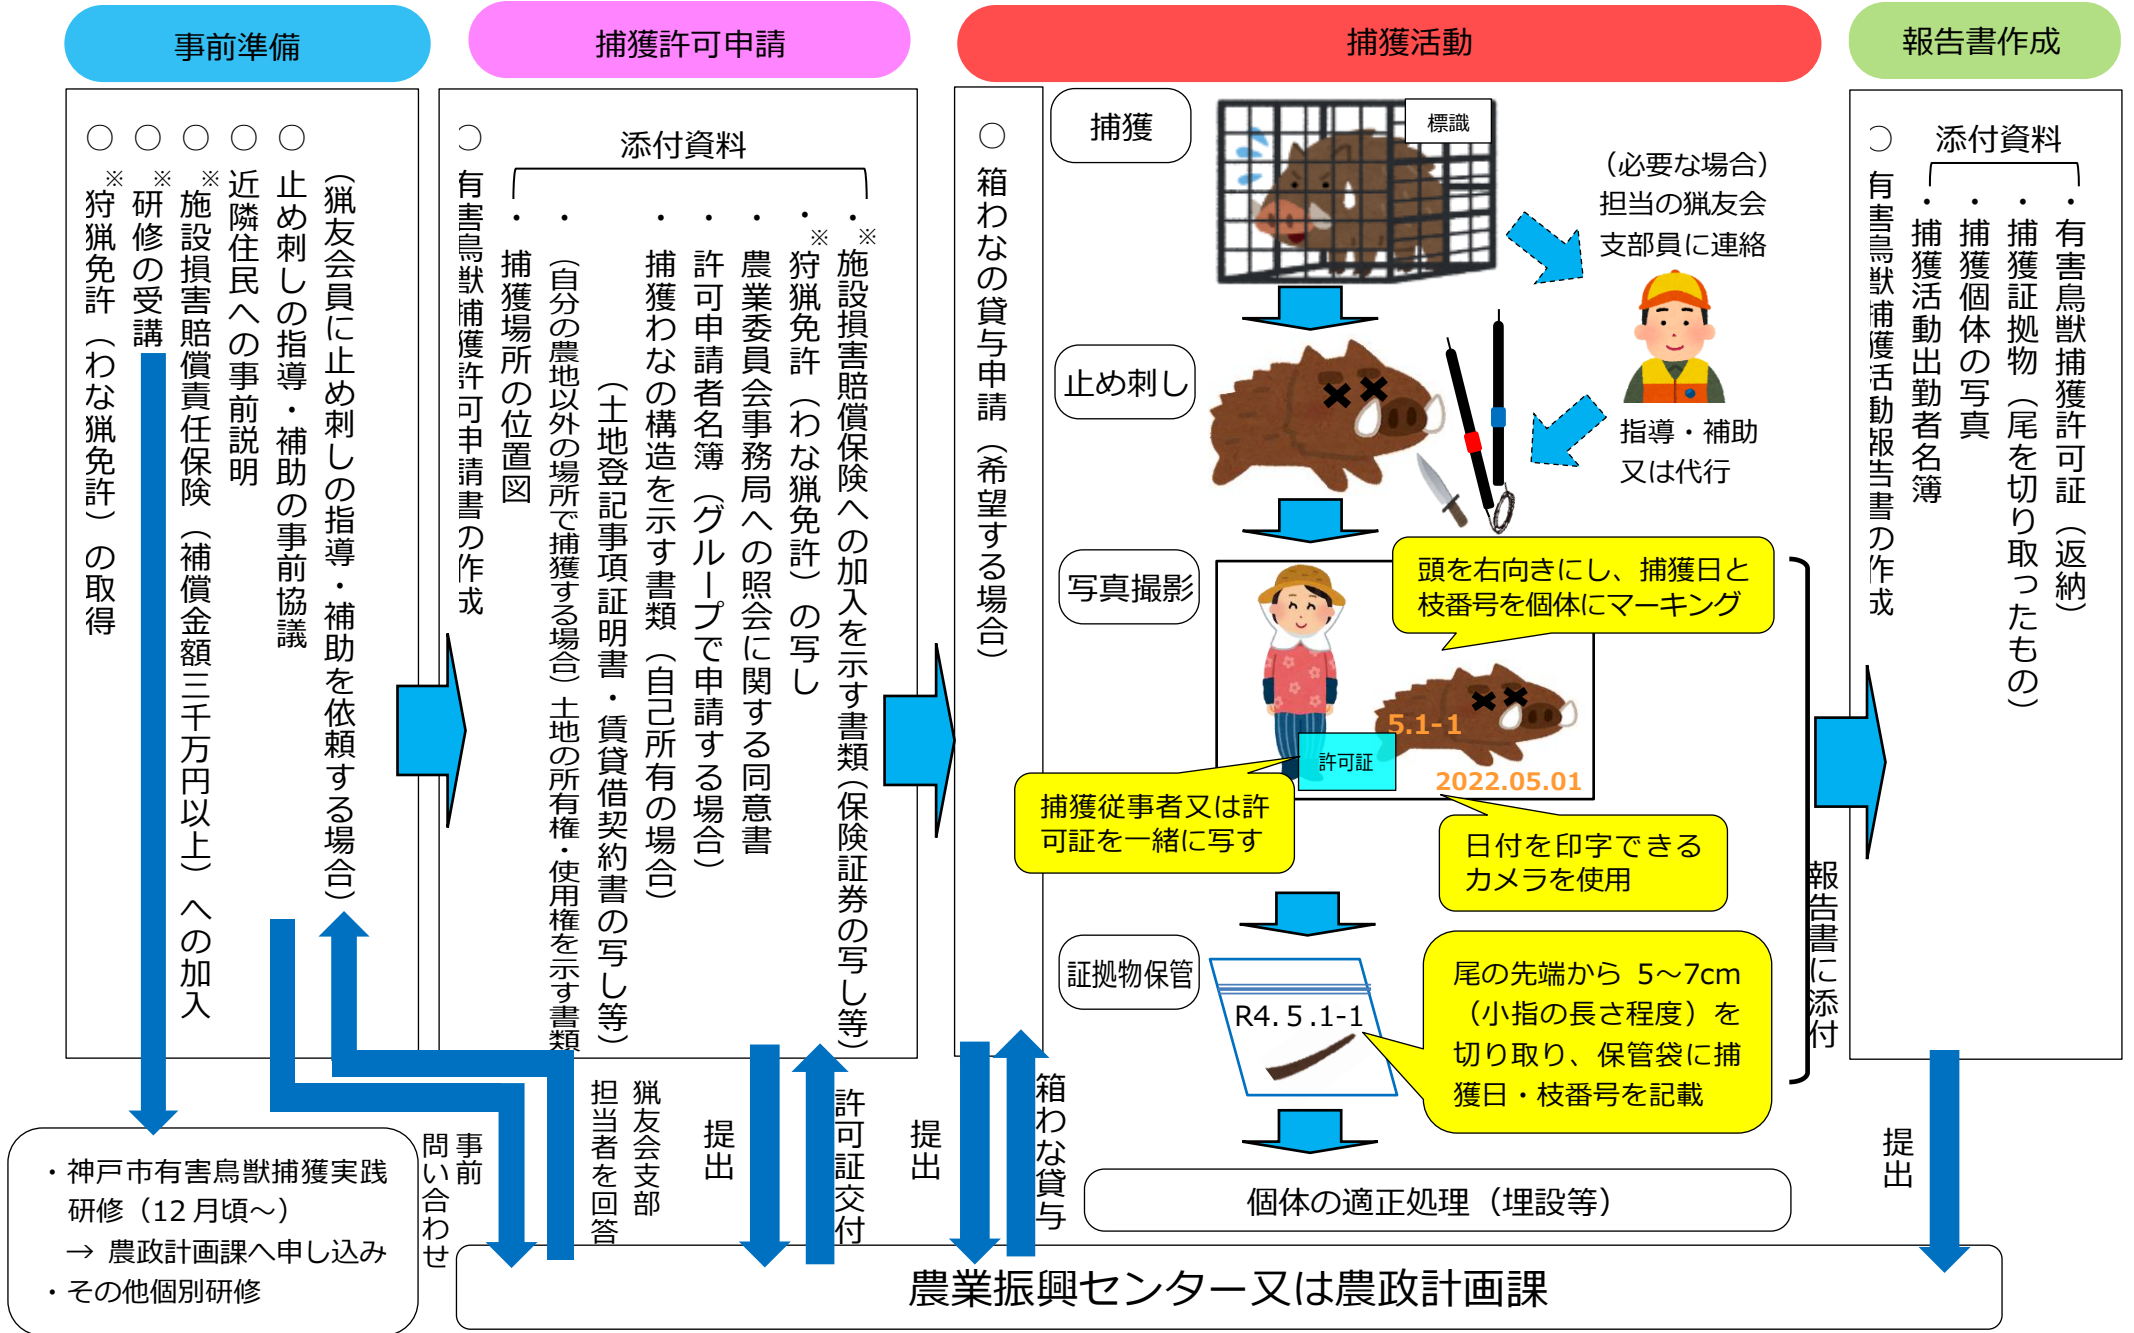 事前準備
捕獲許可申請
捕獲活動
報告書作成
○ ※狩猟免許（わな猟免許）の取得
○ ※研修の受講
○ ※施設損害賠償責任保険（補償金額三千万円以上）への加入
○ 近隣住民への事前説明
○ 止め刺しの指導・補助の事前協議
（猟友会員に止め刺しの指導・補助を依頼する場合）
○ 有害鳥獣捕獲許可申請書の作成
添付資料
・ 捕獲場所の位置図
・ （自分の農地以外の場所で捕獲する場合）土地の所有権・使用権を示す書類
（土地登記事項証明書・賃貸借契約書の写し等）
・ 捕獲わなの構造を示す書類（自己所有の場合）
・ 許可申請者名簿（グループで申請する場合）
・ 農業委員会事務局への照会に関する同意書
・ ※狩猟免許（わな猟免許）の写し
・ ※施設損害賠償保険への加入を示す書類（保険証券の写し等）
○ 箱わなの貸与申請（希望する場合）
捕獲
標識
（必要な場合）
担当の猟友会
支部員に連絡
止め刺し
指導・補助
又は代行
写真撮影
頭を右向きにし、捕獲日と
枝番号を個体にマーキング
5.1-1
許可証
2022.05.01
捕獲従事者又は許
可証を一緒に写す
日付を印字できる
カメラを使用
証拠物保管
R4.５.1-1
尾の先端から 5～7cm
（小指の長さ程度）を
切り取り、保管袋に捕
獲日・枝番号を記載
報告書に添付
個体の適正処理（埋設等）
○ 有害鳥獣捕獲活動報告書の作成
添付資料
・捕獲活動出勤者名簿
・捕獲個体の写真
・捕獲証拠物（尾を切り取ったもの）
・有害鳥獣捕獲許可証（返納）
・神戸市有害鳥獣捕獲実践
研修（12月頃～）
→ 農政計画課へ申し込み
・その他個別研修
事前
問い合わせ
猟友会支部
担当者を回答
提出
許可証交付
提出
箱わな貸与
提出
農業振興センター又は農政計画課